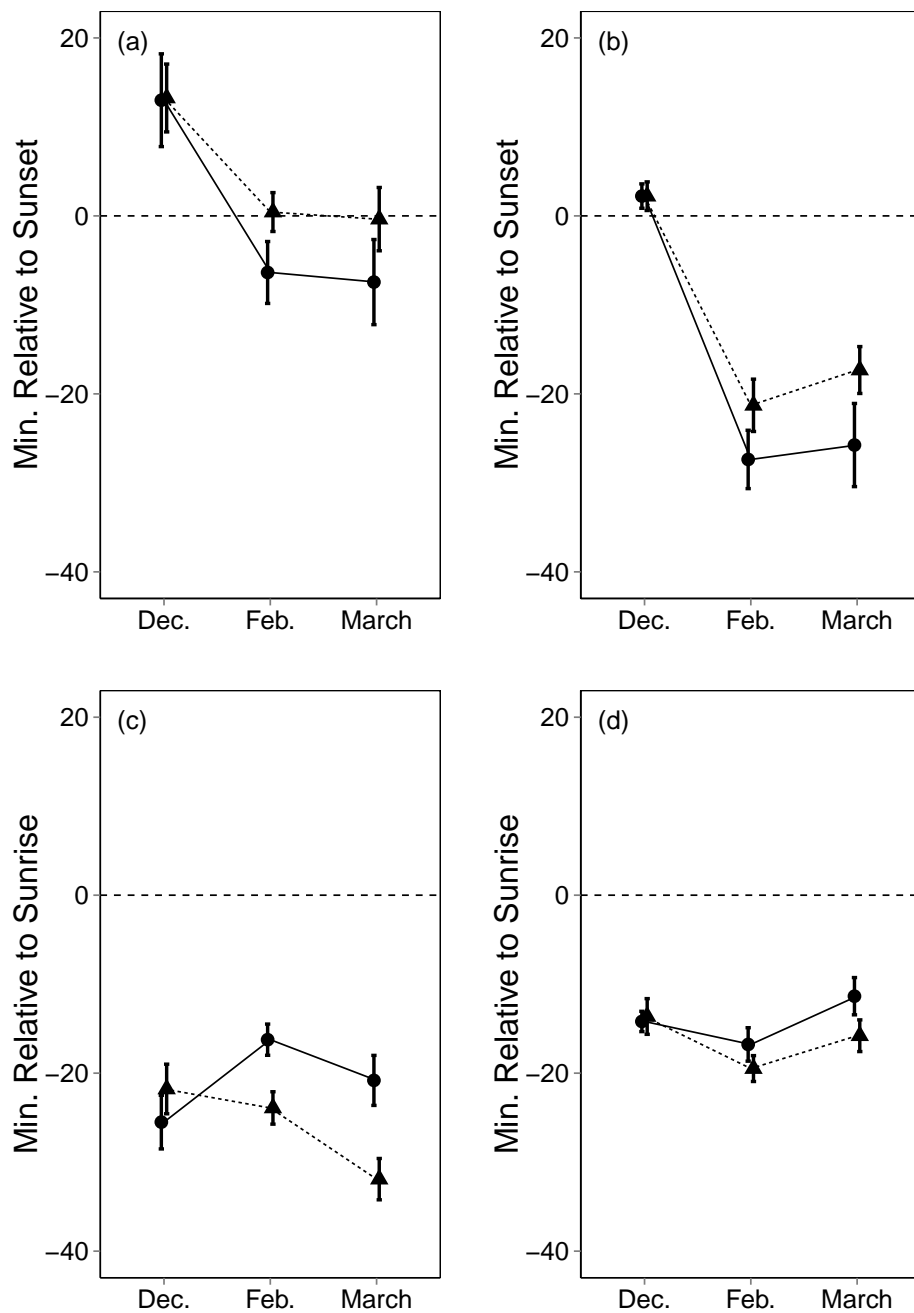 (a)
20
0
−20
−40
Min. Relative to Sunset
Dec. Feb. March
(b)
20
0
−20
−40
Min. Relative to Sunset
Dec. Feb. March
(c)
20
0
−20
−40
Min. Relative to Sunrise
Dec. Feb. March
(d)
20
0
−20
−40
Min. Relative to Sunrise
Dec. Feb. March